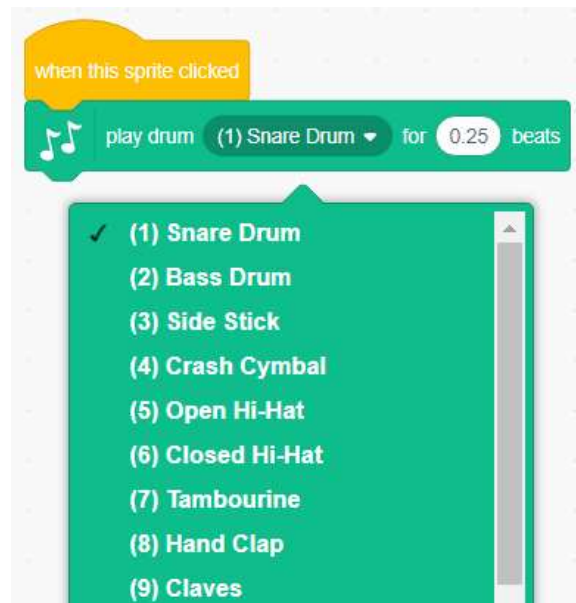 when this sprite clicked
play drum (1) Snare Drum for 0.25 beats
✓ (1) Snare Drum
(2) Bass Drum
(3) Side Stick
(4) Crash Cymbal
(5) Open Hi-Hat
(6) Closed Hi-Hat
(7) Tambourine
(8) Hand Clap
(9) Claves